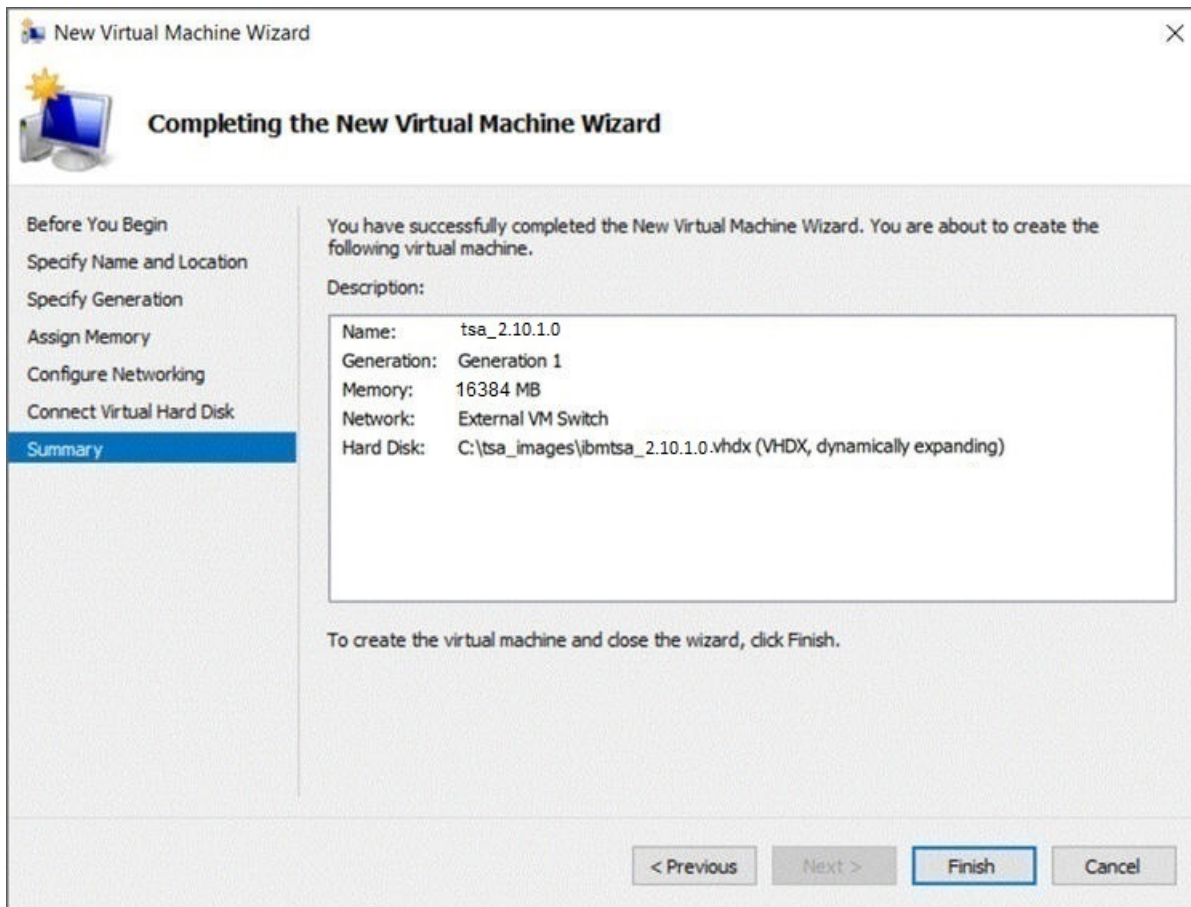 New Virtual Machine Wizard
Completing the New Virtual Machine Wizard
Before You Begin
Specify Name and Location
Specify Generation
Assign Memory
Configure Networking
Connect Virtual Hard Disk
Summary
You have successfully completed the New Virtual Machine Wizard. You are about to create the
following virtual machine.
Description:
Name: tsa_2.10.1.0
Generation: Generation 1
Memory: 16384 MB
Network: External VM Switch
Hard Disk: C:\tsa_images\ibmtsa_2.10.1.0.vhdx (VHDX, dynamically expanding)
To create the virtual machine and close the wizard, click Finish.
< Previous
Next >
Finish
Cancel